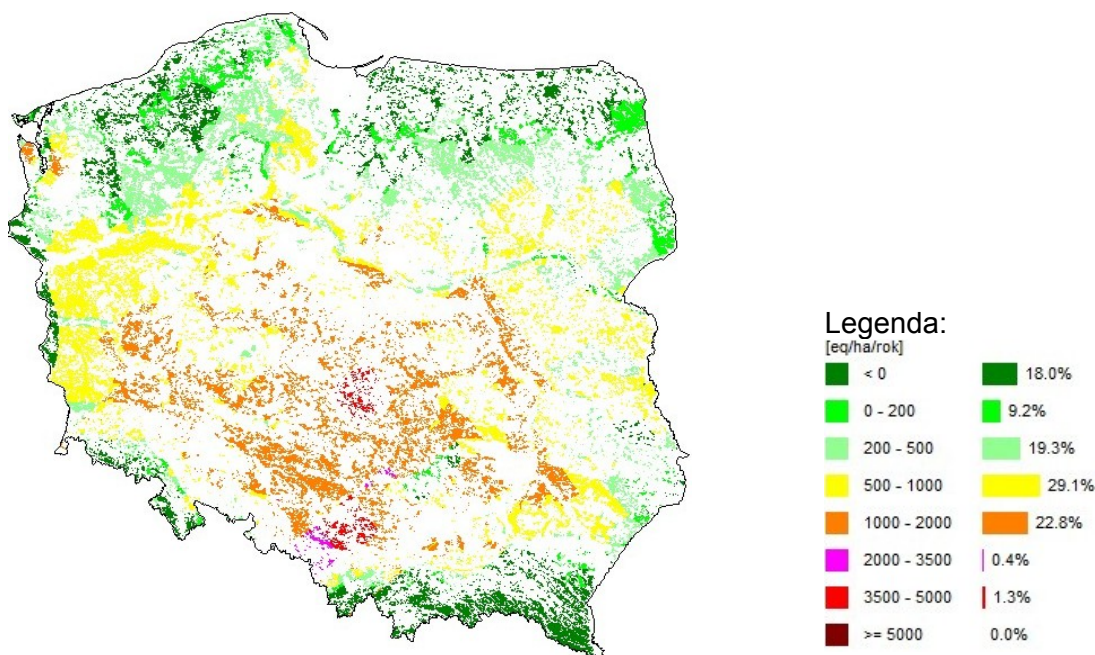 Legenda:
[eq/ha/rok]
< 0 18.0%
0 - 200 9.2%
200 - 500 19.3%
500 - 1000 29.1%
1000 - 2000 22.8%
2000 - 3500 0.4%
3500 - 5000 1.3%
>= 5000 0.0%